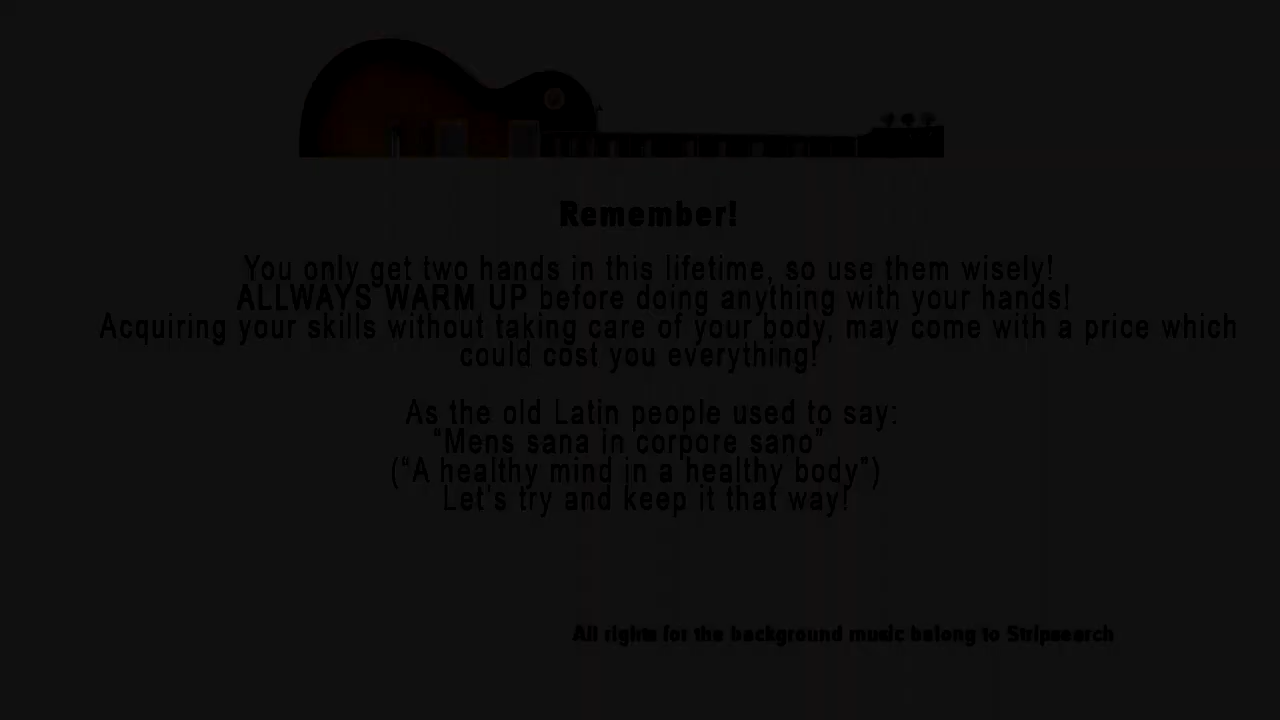 Remember!
You only get two hands in this lifetime, so use them wisely!
ALLWAYS WARM UP before doing anything with your hands!
Acquiring your skills without taking care of your body, may come with a price which
could cost you everything!
As the old Latin people used to say:
“Mens sana in corpore sano”
(“A healthy mind in a healthy body”)
Let's try and keep it that way!
All rights for the background music belong to Stripsearch